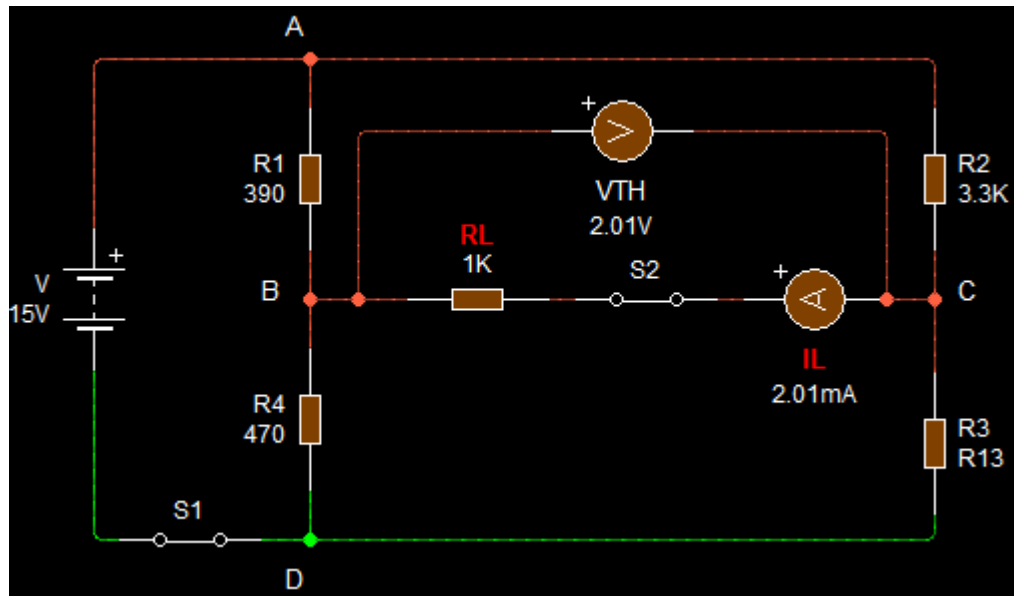 A
+
R1
390
VTH
2.01V
R2
3.3K
+
V
15V
B
RL
1K
S2
+
C
IL
2.01mA
R4
470
R3
R13
S1
D
V
A